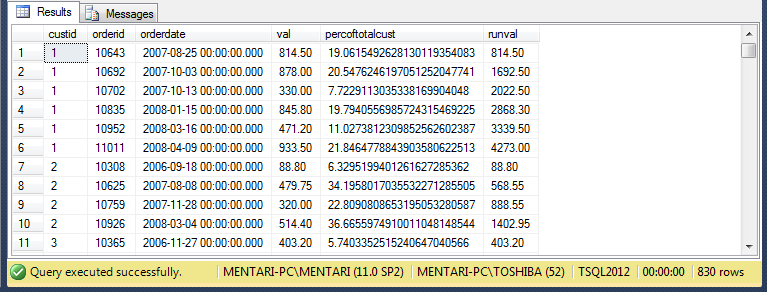 Results Messages
custid orderid orderdate val percoftotalcust runval
1 1 10643 2007-08-25 00:00:00.000 814.50 19.0615492628130119354083 814.50
2 1 10692 2007-10-03 00:00:00.000 878.00 20.5476246197051252047741 1692.50
3 1 10702 2007-10-13 00:00:00.000 330.00 7.7229113035338169904048 2022.50
4 1 10835 2008-01-15 00:00:00.000 845.80 19.7940556985724315469225 2868.30
5 1 10952 2008-03-16 00:00:00.000 471.20 11.0273812309852562602387 3339.50
6 1 11011 2008-04-09 00:00:00.000 933.50 21.8464778843903580622513 4273.00
7 2 10308 2006-09-18 00:00:00.000 88.80 6.3295199401261627285362 88.80
8 2 10625 2007-08-08 00:00:00.000 479.75 34.1958017035532271285505 568.55
9 2 10759 2007-11-28 00:00:00.000 320.00 22.8090808653195053280587 888.55
10 2 10926 2008-03-04 00:00:00.000 514.40 36.6655974910011048148544 1402.95
11 3 10365 2006-11-27 00:00:00.000 403.20 5.7403352515240647040566 403.20
Query executed successfully. MENTARI-PC\MENTARI (11.0 SP2) MENTARI-PC\TOSHIBA (52) TSQL2012 00:00:00 830 rows